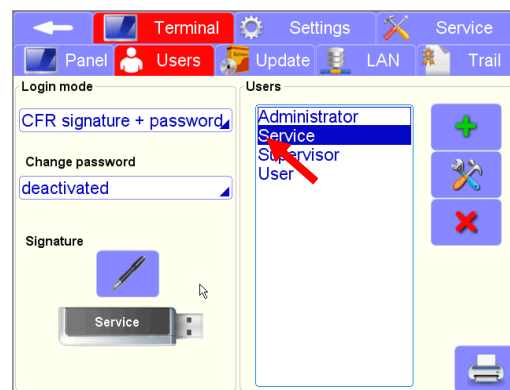 Terminal Settings Service
Panel Users Update LAN Trail
Login mode
CFR signature + password
Change password
deactivated
Signature
Service
Users
Administrator
Service
Supervisor
User